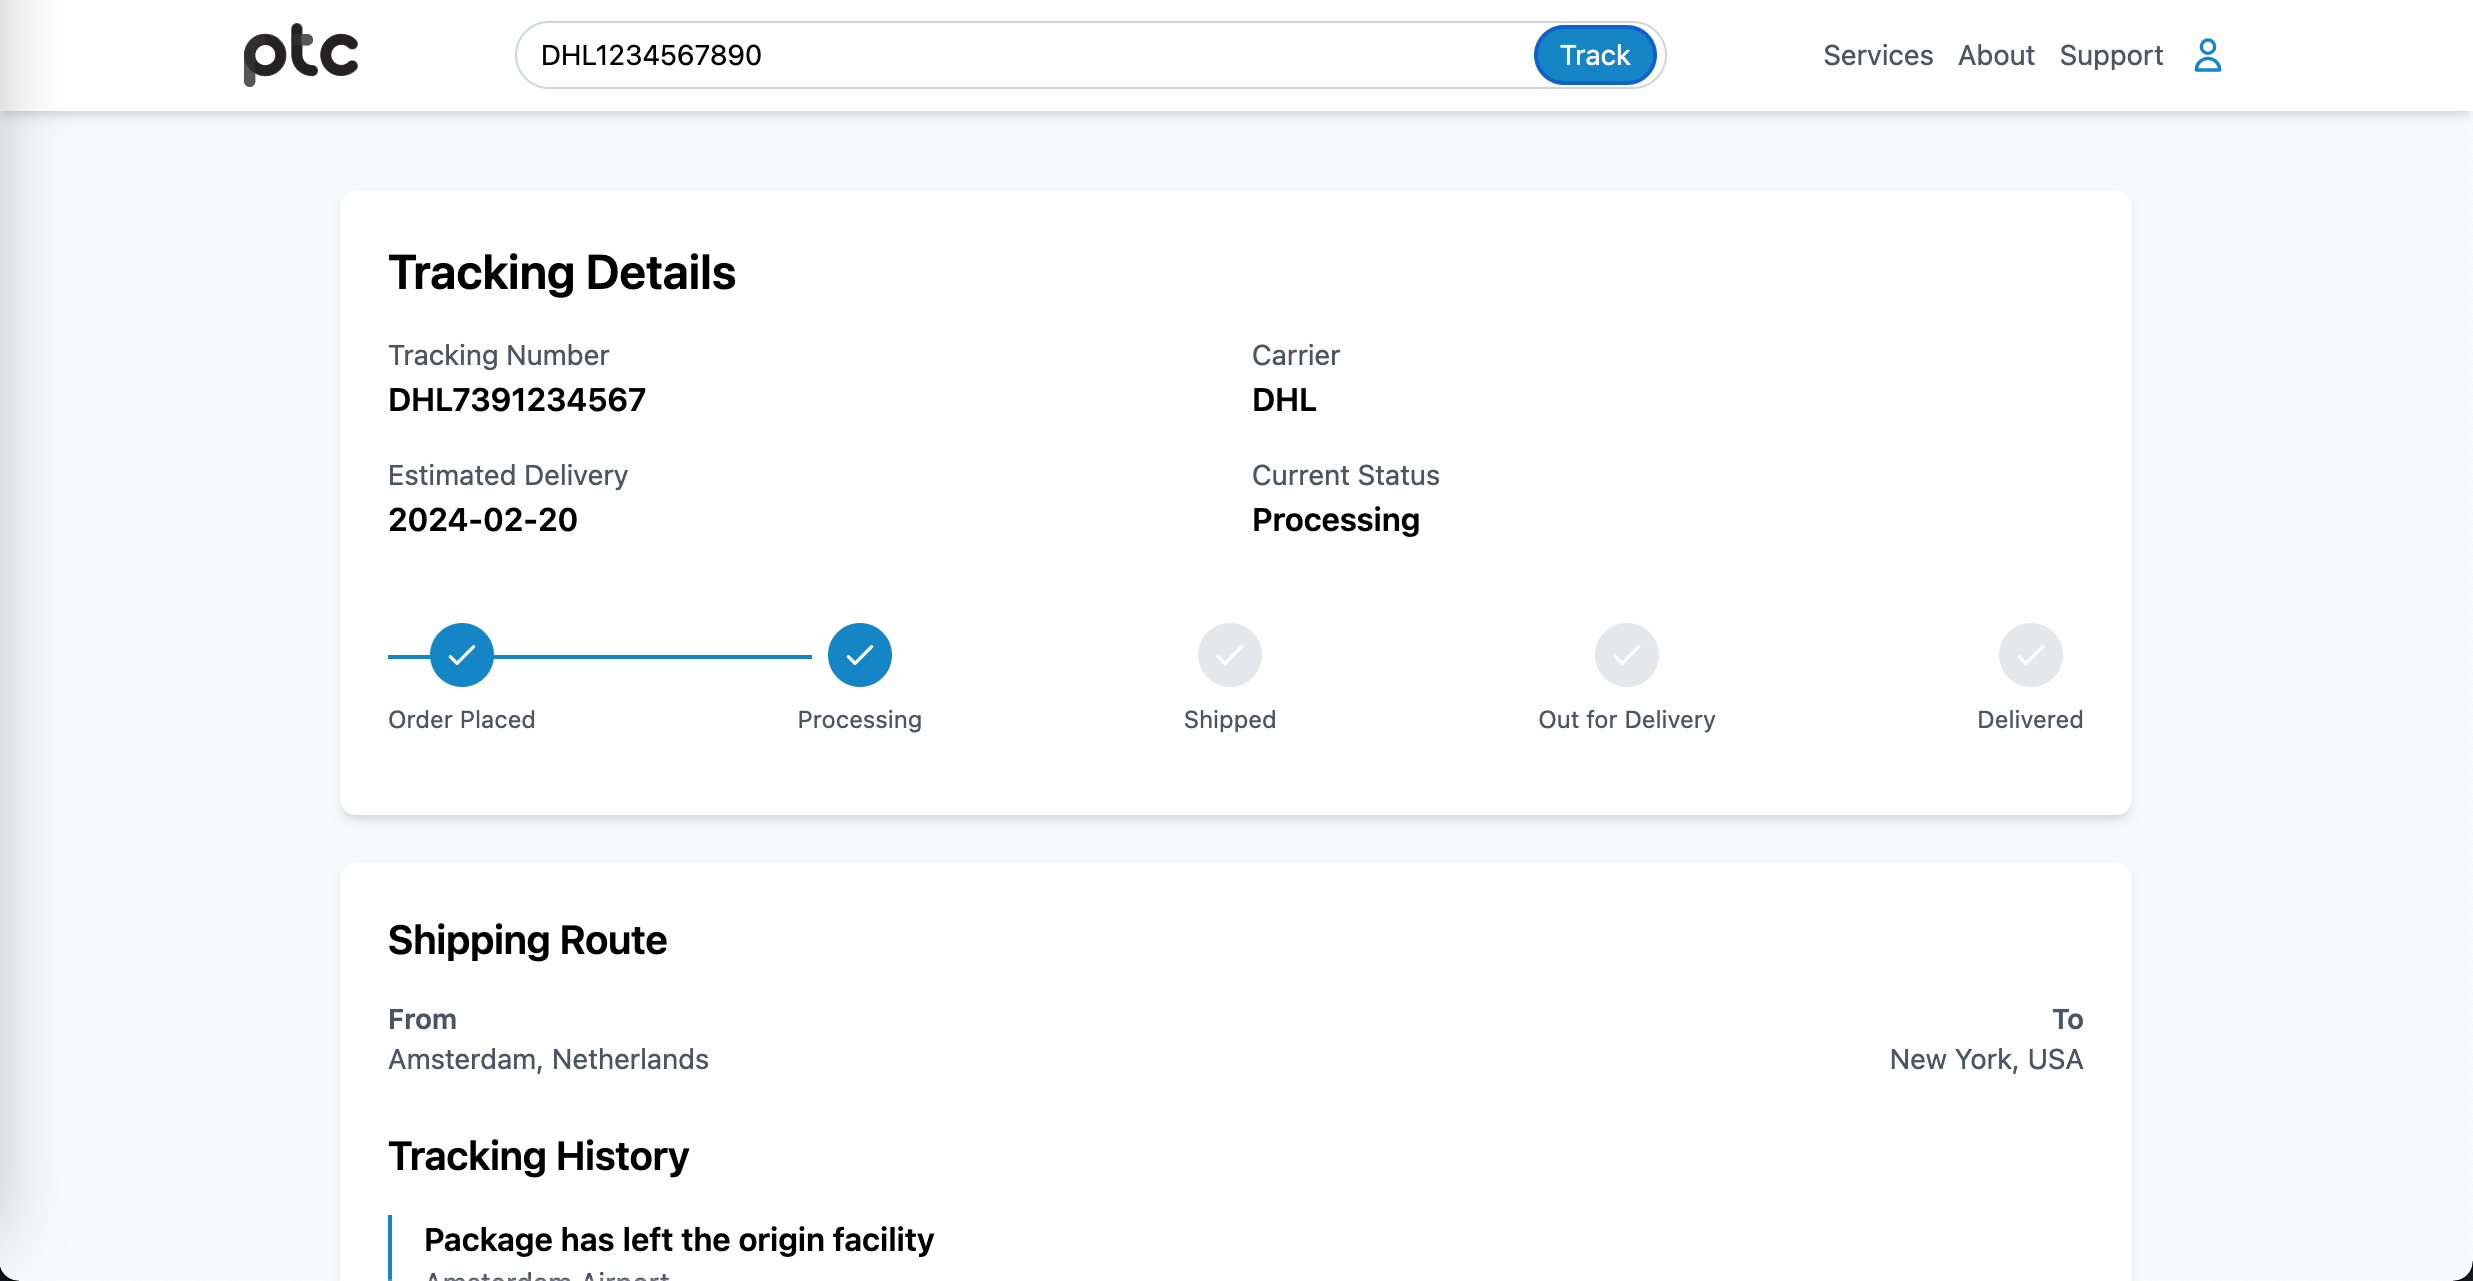 ptc
DHL1234567890
Track
Services About Support
Tracking Details
Tracking Number
DHL7391234567
Carrier
DHL
Estimated Delivery
2024-02-20
Current Status
Processing
Order Placed
Processing
Shipped
Out for Delivery
Delivered
Shipping Route
From
Amsterdam, Netherlands
To
New York, USA
Tracking History
Package has left the origin facility
Amsterdam Airport